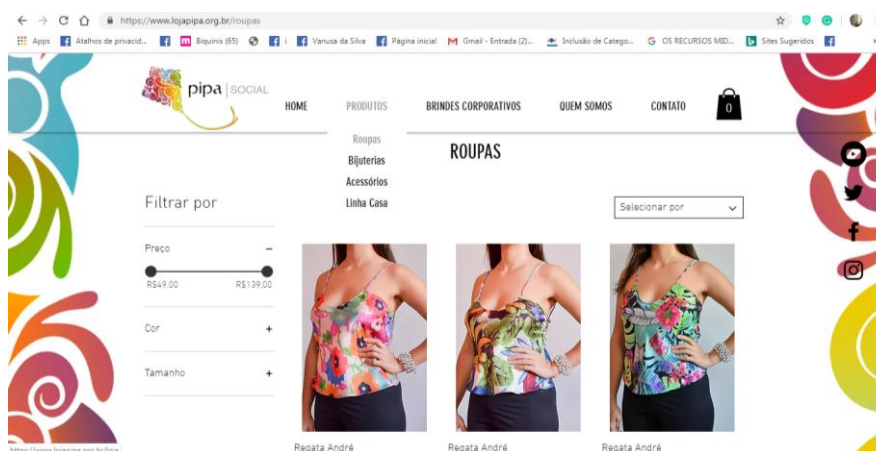 https://www.lojapipa.org.br/roupas
Apps Atalhos de privacid... Biquinis (65) i Vanusa da Silva Página inicial Gmail - Entrada (2)... Inclusão de Catego... OS RECURSOS MID... Sites Sugeridos
pipa | SOCIAL
HOME PRODUTOS BRINDES CORPORATIVOS QUEM SOMOS CONTATO 0
Roupas
Bijuterias
Acessórios
Linha Casa
ROUPAS
Filtrar por
Selecionar por
Preço −
R$49,00 R$139,00
Cor +
Tamanho +
Regata André Regata André Regata André